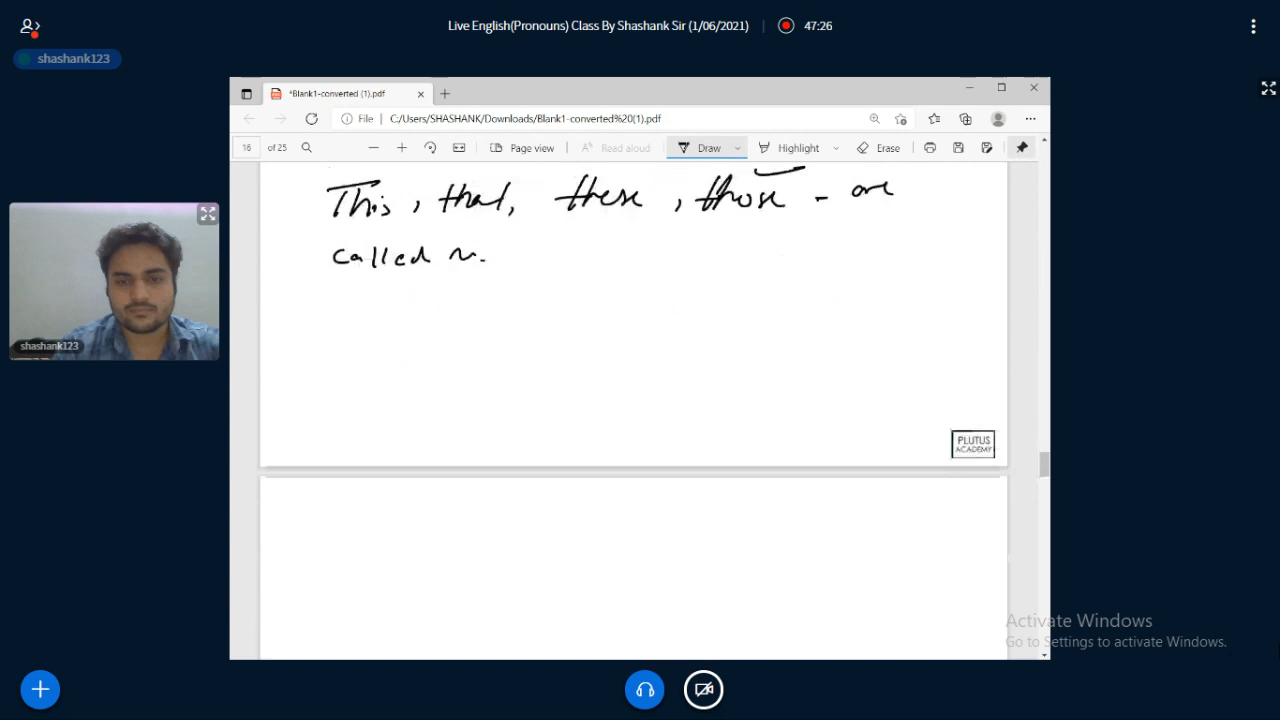 Live English(Pronouns) Class By Shashank Sir (1/06/2021) 47:26
shashank123
*Blank1-converted (1).pdf
File C:/Users/SHASHANK/Downloads/Blank1-converted%20(1).pdf
16 of 25 Page view Read aloud Draw Highlight Erase
This, that, these, those - are
called
shashank123
PLUTUS
ACADEMY
Activate Windows
Go to Settings to activate Windows.